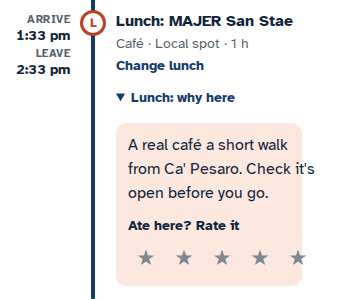 ARRIVE
1:33 pm
LEAVE
2:33 pm
L
Lunch: MAJER San Stae
Café · Local spot · 1 h
Change lunch
▼ Lunch: why here
A real café a short walk
from Ca' Pesaro. Check it's
open before you go.
Ate here? Rate it
★ ★ ★ ★ ★